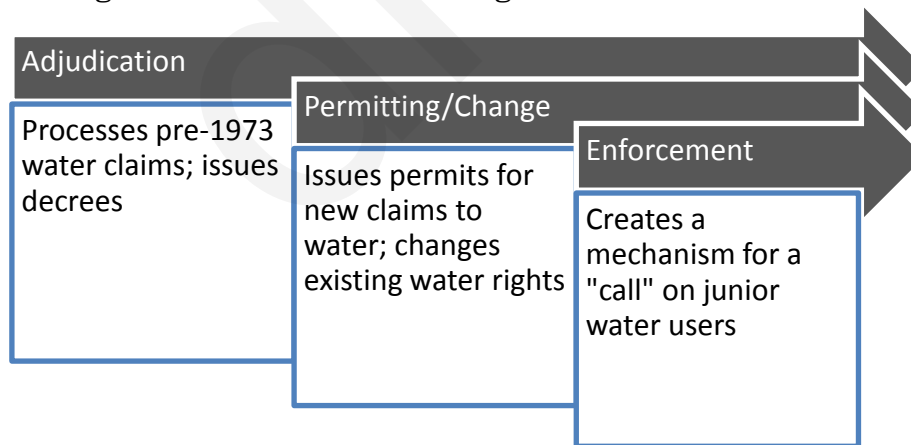 Adjudication
Processes pre-1973
water claims; issues
decrees
Permitting/Change
Issues permits for
new claims to
water; changes
existing water rights
Enforcement
Creates a
mechanism for a
"call" on junior
water users